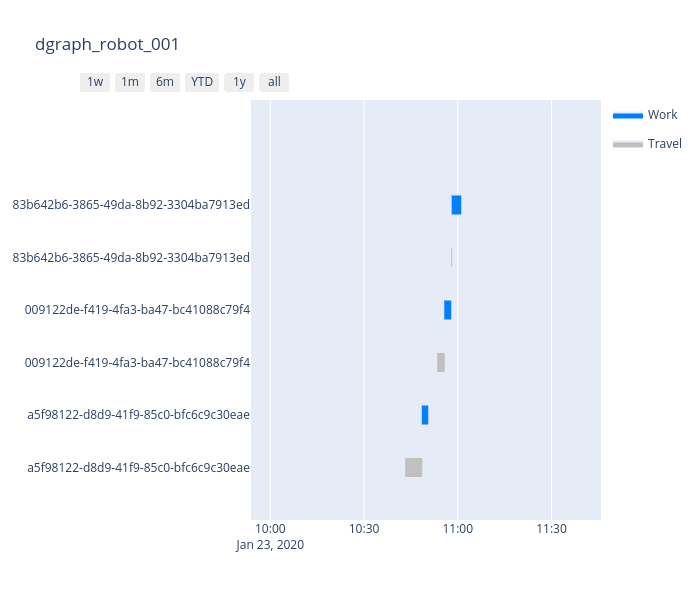 dgraph_robot_001
1w 1m 6m YTD 1y all
Work
Travel
83b642b6-3865-49da-8b92-3304ba7913ed
83b642b6-3865-49da-8b92-3304ba7913ed
009122de-f419-4fa3-ba47-bc41088c79f4
009122de-f419-4fa3-ba47-bc41088c79f4
a5f98122-d8d9-41f9-85c0-bfc6c9c30eae
a5f98122-d8d9-41f9-85c0-bfc6c9c30eae
10:00 10:30 11:00 11:30
Jan 23, 2020